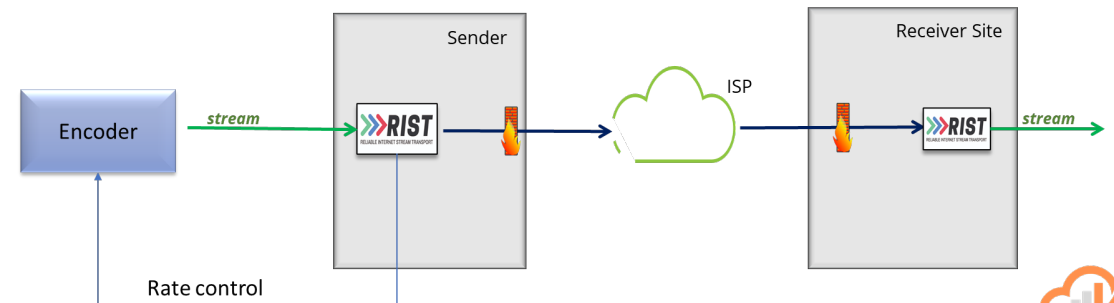 Sender
Receiver Site
ISP
Encoder
stream
RIST
RELIABLE INTERNET STREAM TRANSPORT
RIST
RELIABLE INTERNET STREAM TRANSPORT
stream
Rate control